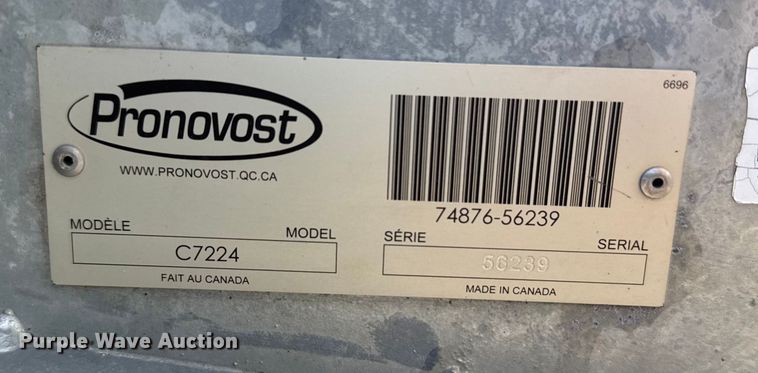 6696
Pronovost
WWW.PRONOVOST.QC.CA
74876-56239
MODÈLE MODEL
C7224
FAIT AU CANADA
SÉRIE SERIAL
56239
MADE IN CANADA
Purple Wave Auction